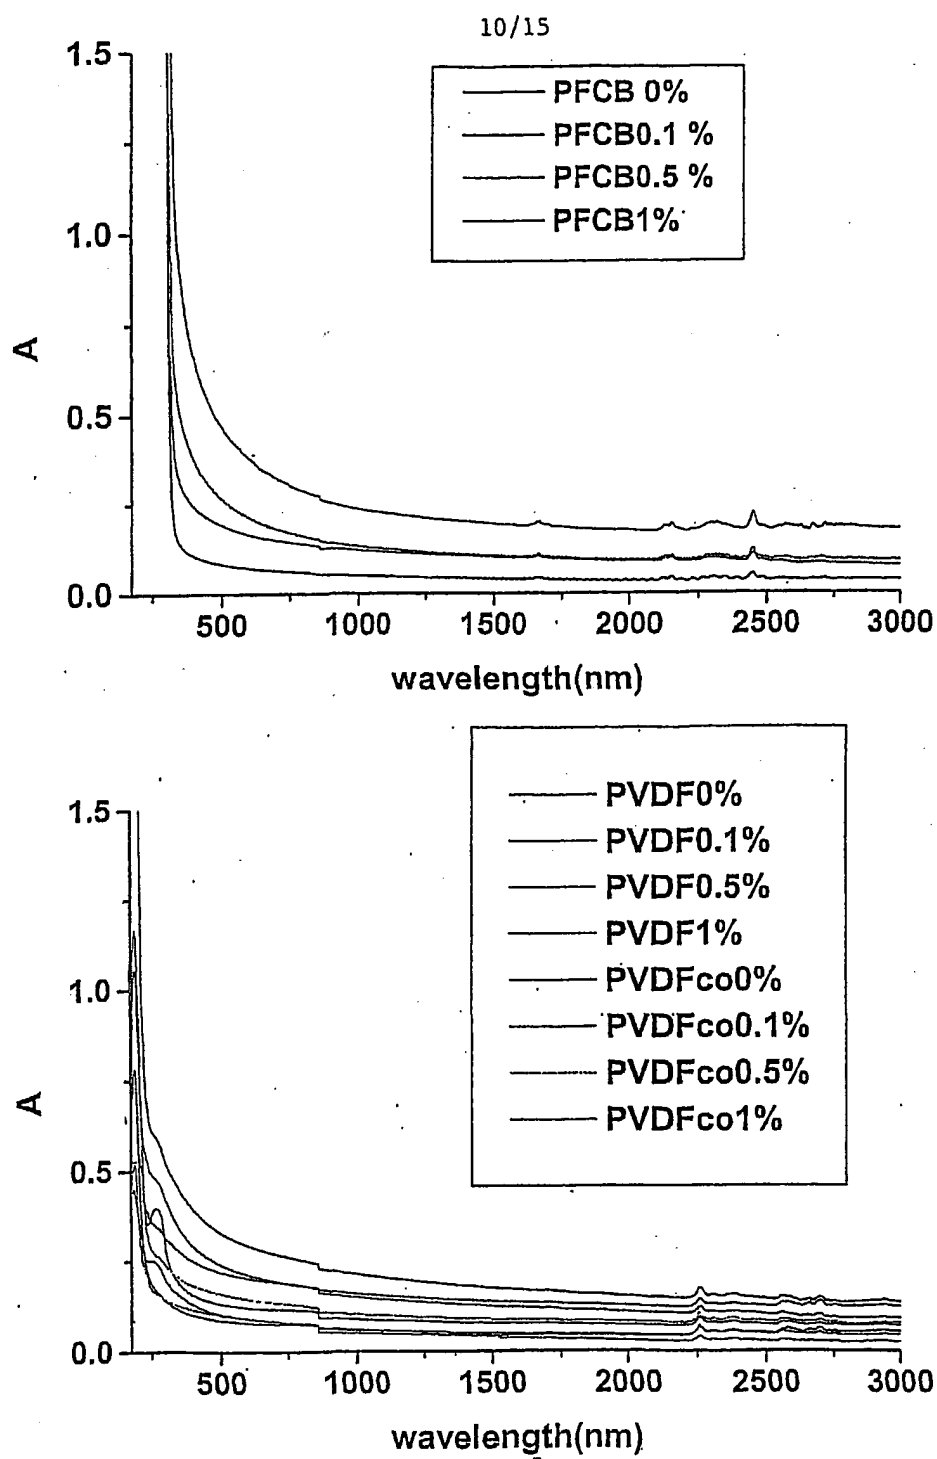 10/15
1.5
1.0
0.5
0.0
A
PFCB 0%
PFCB0.1 %
PFCB0.5 %
PFCB1%
500 1000 1500 2000 2500 3000
wavelength(nm)
1.5
1.0
0.5
0.0
A
PVDF0%
PVDF0.1%
PVDF0.5%
PVDF1%
PVDFco0%
PVDFco0.1%
PVDFco0.5%
PVDFco1%
500 1000 1500 2000 2500 3000
wavelength(nm)